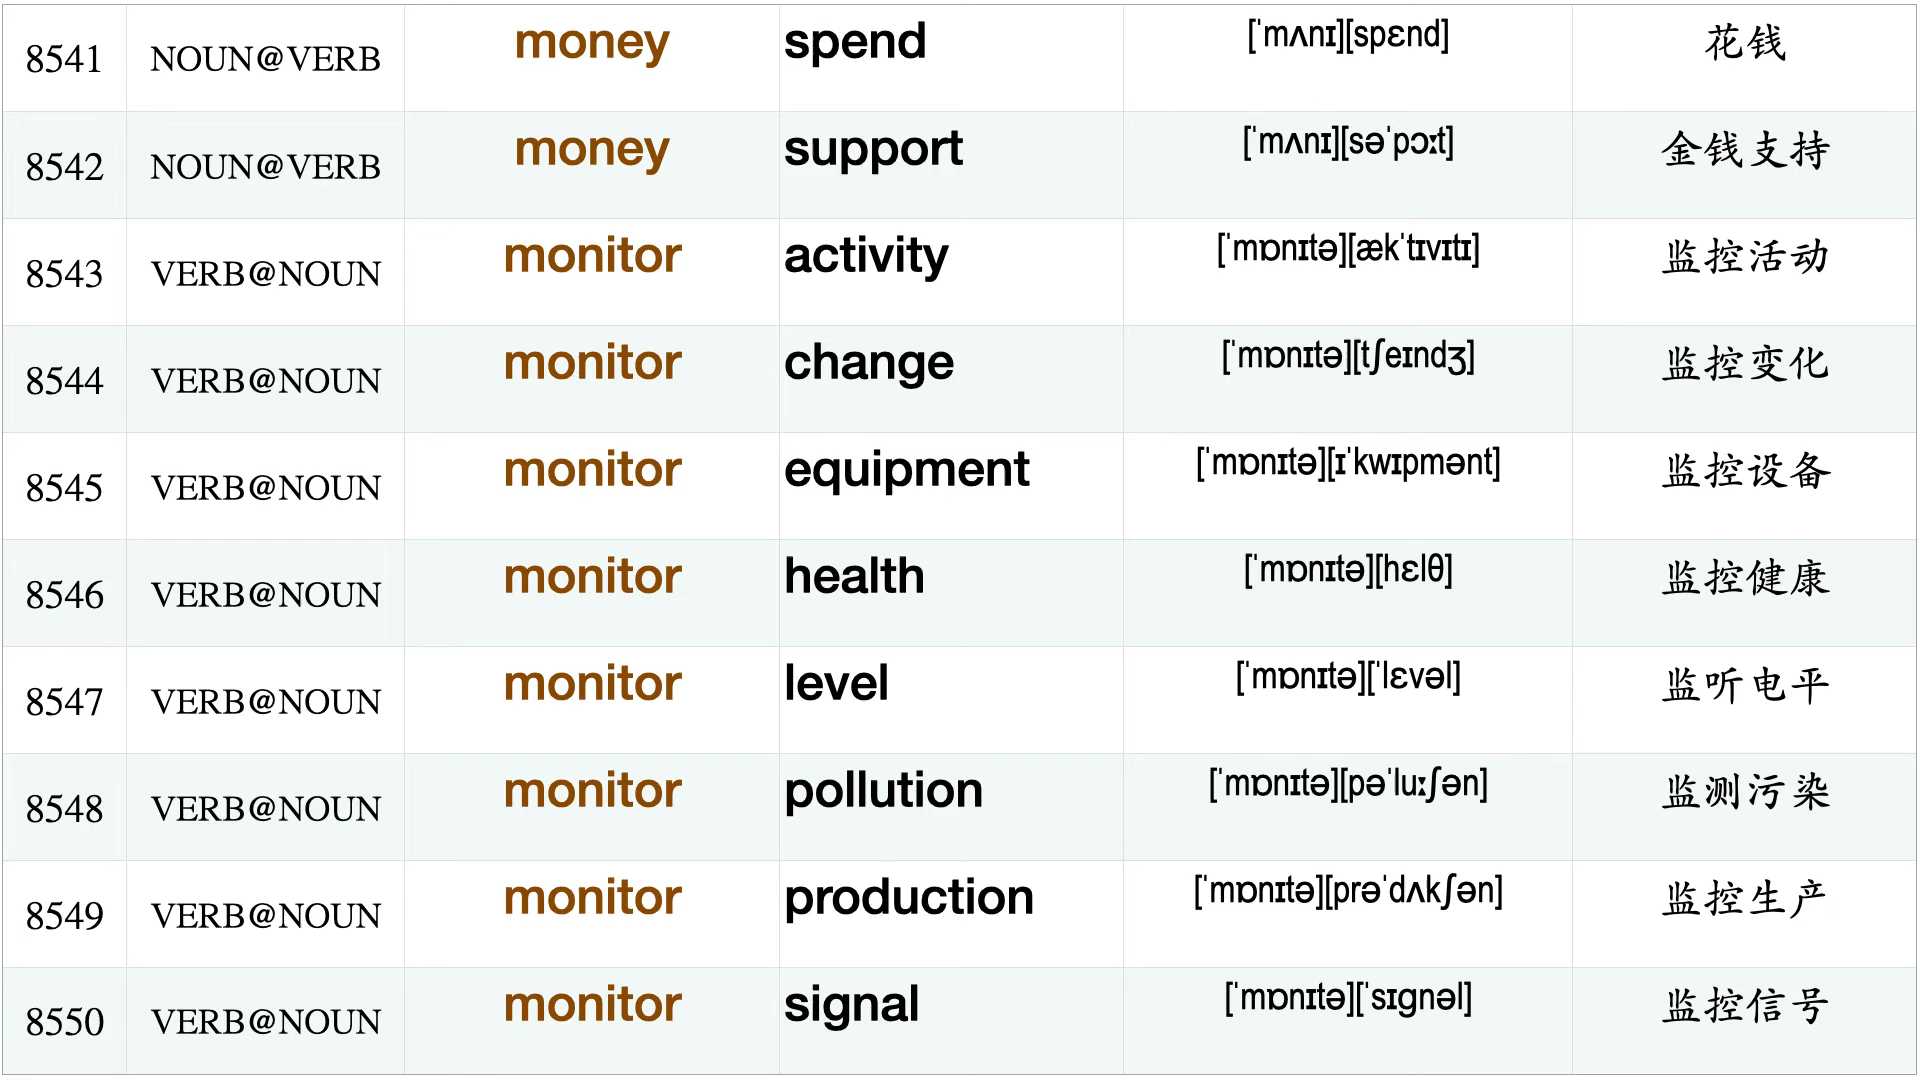 8541 NOUN@VERB money spend [ˈmʌnɪ][spɛnd] 花钱
8542 NOUN@VERB money support [ˈmʌnɪ][səˈpɔːt] 金钱支持
8543 VERB@NOUN monitor activity [ˈmɒnɪtə][ækˈtɪvɪtɪ] 监控活动
8544 VERB@NOUN monitor change [ˈmɒnɪtə][tʃeɪndʒ] 监控变化
8545 VERB@NOUN monitor equipment [ˈmɒnɪtə][ɪˈkwɪpmənt] 监控设备
8546 VERB@NOUN monitor health [ˈmɒnɪtə][hɛlθ] 监控健康
8547 VERB@NOUN monitor level [ˈmɒnɪtə][ˈlɛvəl] 监听电平
8548 VERB@NOUN monitor pollution [ˈmɒnɪtə][pəˈluːʃən] 监测污染
8549 VERB@NOUN monitor production [ˈmɒnɪtə][prəˈdʌkʃən] 监控生产
8550 VERB@NOUN monitor signal [ˈmɒnɪtə][ˈsɪɡnəl] 监控信号